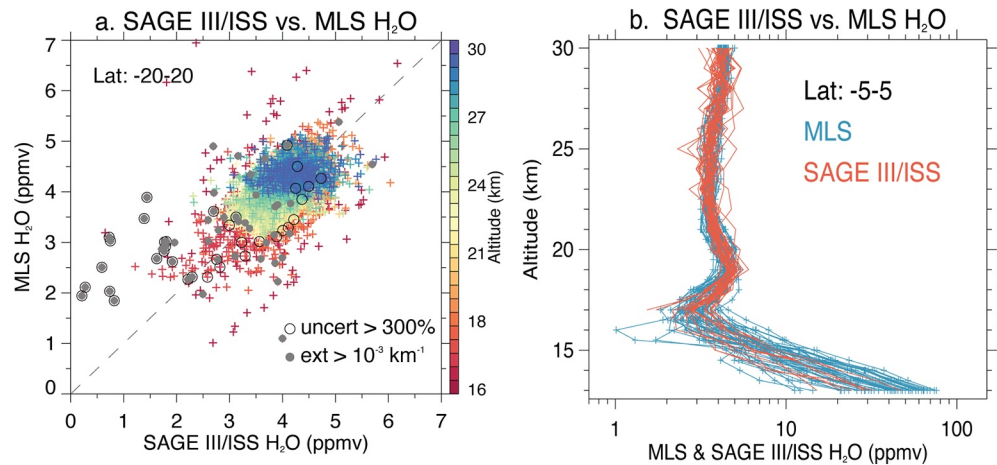 a. SAGE III/ISS vs. MLS H₂O
7
6
5
4
3
2
1
0
MLS H₂O (ppmv)
Lat: -20-20
uncert > 300%
ext > 10⁻³ km⁻¹
0 1 2 3 4 5 6 7
SAGE III/ISS H₂O (ppmv)
30
27
24
21
18
16
Altitude (km)
b. SAGE III/ISS vs. MLS H₂O
30
25
20
15
Altitude (km)
Lat: -5-5
MLS
SAGE III/ISS
1 10 100
MLS & SAGE III/ISS H₂O (ppmv)